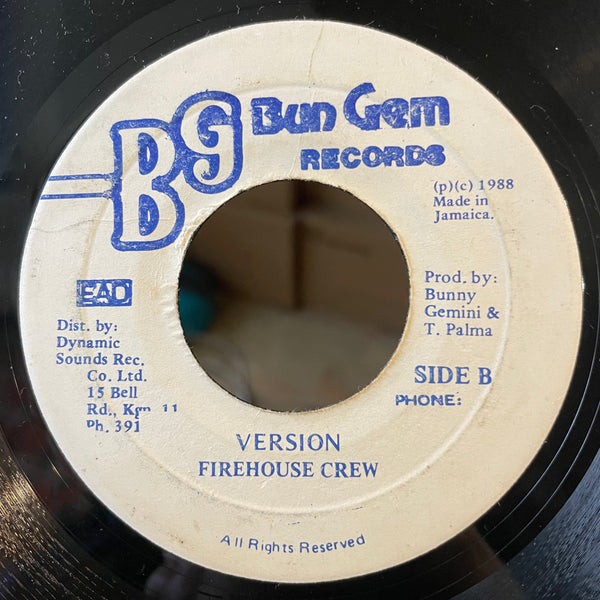 BG Bun Gem
RECORDS
(p)(c) 1988
Made in
Jamaica.
Prod. by:
Bunny
Gemini &
T. Palma
SIDE B
PHONE:
Dist. by:
Dynamic
Sounds Rec.
Co. Ltd.
15 Bell
Rd., Kgn. 11
Ph. 391
VERSION
FIREHOUSE CREW
All Rights Reserved